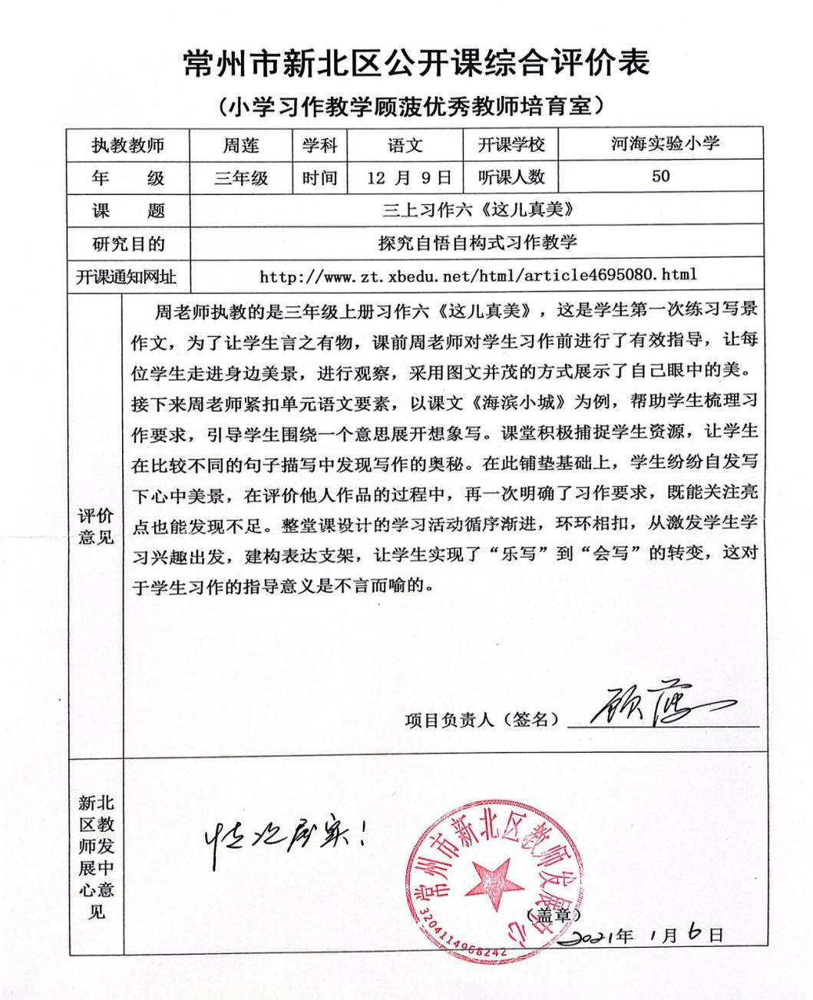 常州市新北区公开课综合评价表
（小学习作教学顾菠优秀教师培育室）
执教教师 周莲 学科 语文 开课学校 河海实验小学
年 级 三年级 时间 12 月 9 日 听课人数 50
课 题 三上习作六《这儿真美》
研究目的 探究自悟自构式习作教学
开课通知网址 http://www.zt.xbedu.net/html/article4695080.html
评价
意见
周老师执教的是三年级上册习作六《这儿真美》，这是学生第一次练习写景
作文，为了让学生言之有物，课前周老师对学生习作前进行了有效指导，让每
位学生走进身边美景，进行观察，采用图文并茂的方式展示了自己眼中的美。
接下来周老师紧扣单元语文要素，以课文《海滨小城》为例，帮助学生梳理习
作要求，引导学生围绕一个意思展开想象写。课堂积极捕捉学生资源，让学生
在比较不同的句子描写中发现写作的奥秘。在此铺垫基础上，学生纷纷自发写
下心中美景，在评价他人作品的过程中，再一次明确了习作要求，既能关注亮
点也能发现不足。整堂课设计的学习活动循序渐进，环环相扣，从激发学生学
习兴趣出发，建构表达支架，让学生实现了“乐写”到“会写”的转变，这对
于学生习作的指导意义是不言而喻的。
项目负责人（签名） 顾菠
新北
区教
师发
展中
心意
见
情况属实！
常州市新北区教师发展中心
3204114968242
（盖章）
2021年 1月 6日